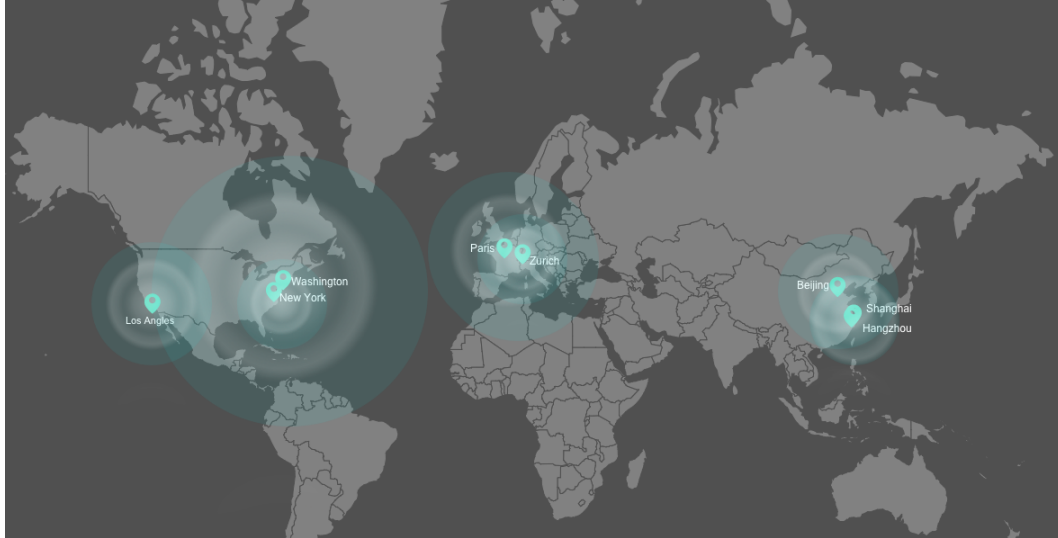 Paris
Zurich
Washington
New York
Los Angles
Beijing
Shanghai
Hangzhou